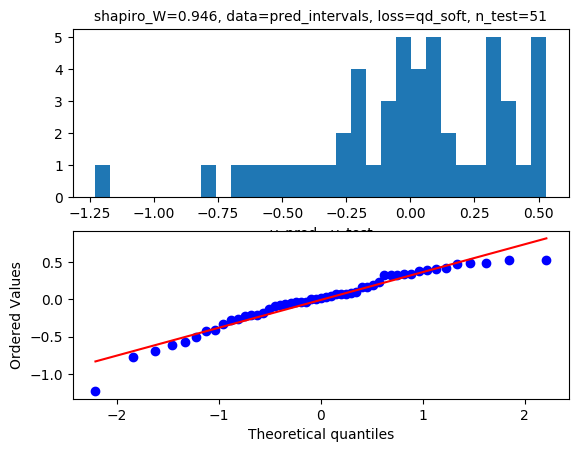 shapiro_W=0.946, data=pred_intervals, loss=qd_soft, n_test=51
5
4
3
2
1
0
−1.25 −1.00 −0.75 −0.50 −0.25 0.00 0.25 0.50
Ordered Values
0.5
0.0
−0.5
−1.0
−2 −1 0 1 2
Theoretical quantiles